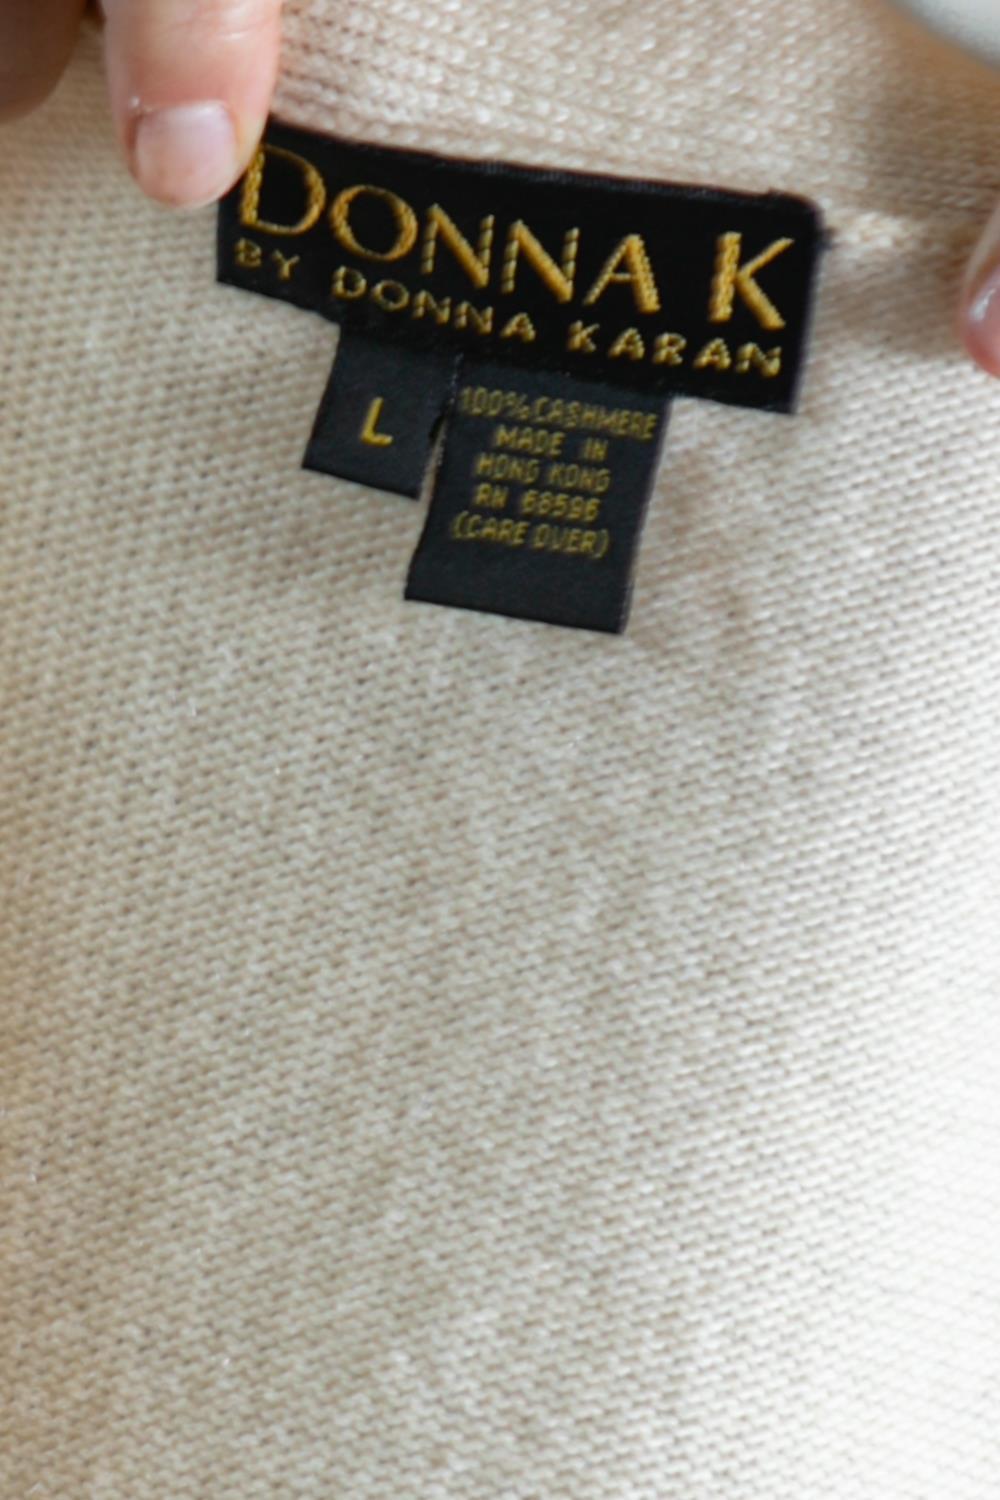 DONNA K
BY DONNA KARAN
L
100% CASHMERE
MADE IN
HONG KONG
RN 68596
(CARE OVER)